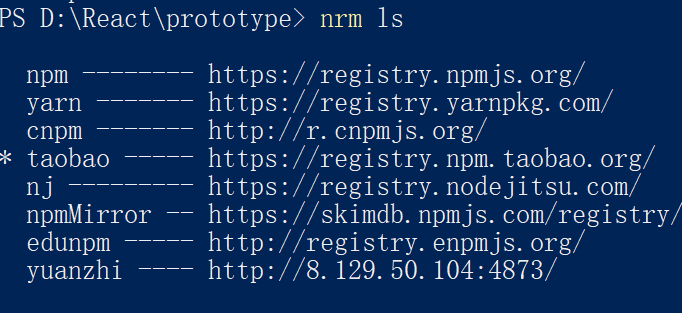 PS D:\React\prototype> nrm ls
npm -------- https://registry.npmjs.org/
yarn ------- https://registry.yarnpkg.com/
cnpm ------- http://r.cnpmjs.org/
* taobao ----- https://registry.npm.taobao.org/
nj --------- https://registry.nodejitsu.com/
npmMirror -- https://skimdb.npmjs.com/registry/
edunpm ----- http://registry.enpmjs.org/
yuanzhi ---- http://8.129.50.104:4873/